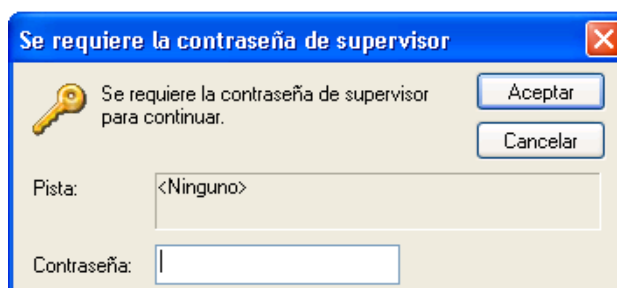 Se requiere la contraseña de supervisor
Se requiere la contraseña de supervisor
para continuar.
Aceptar
Cancelar
Pista:
<Ninguno>
Contraseña: